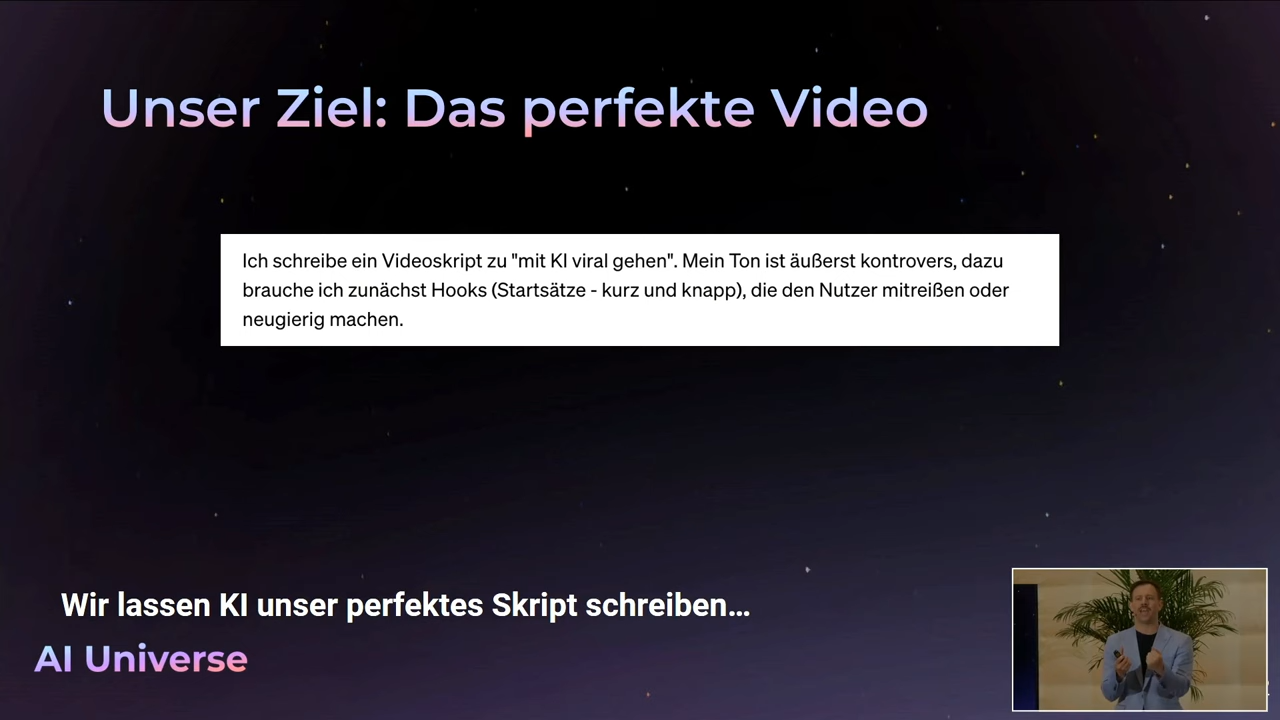 Unser Ziel: Das perfekte Video
Ich schreibe ein Videoskript zu "mit KI viral gehen". Mein Ton ist äußerst kontrovers, dazu
brauche ich zunächst Hooks (Startsätze - kurz und knapp), die den Nutzer mitreißen oder
neugierig machen.
Wir lassen KI unser perfektes Skript schreiben...
AI Universe